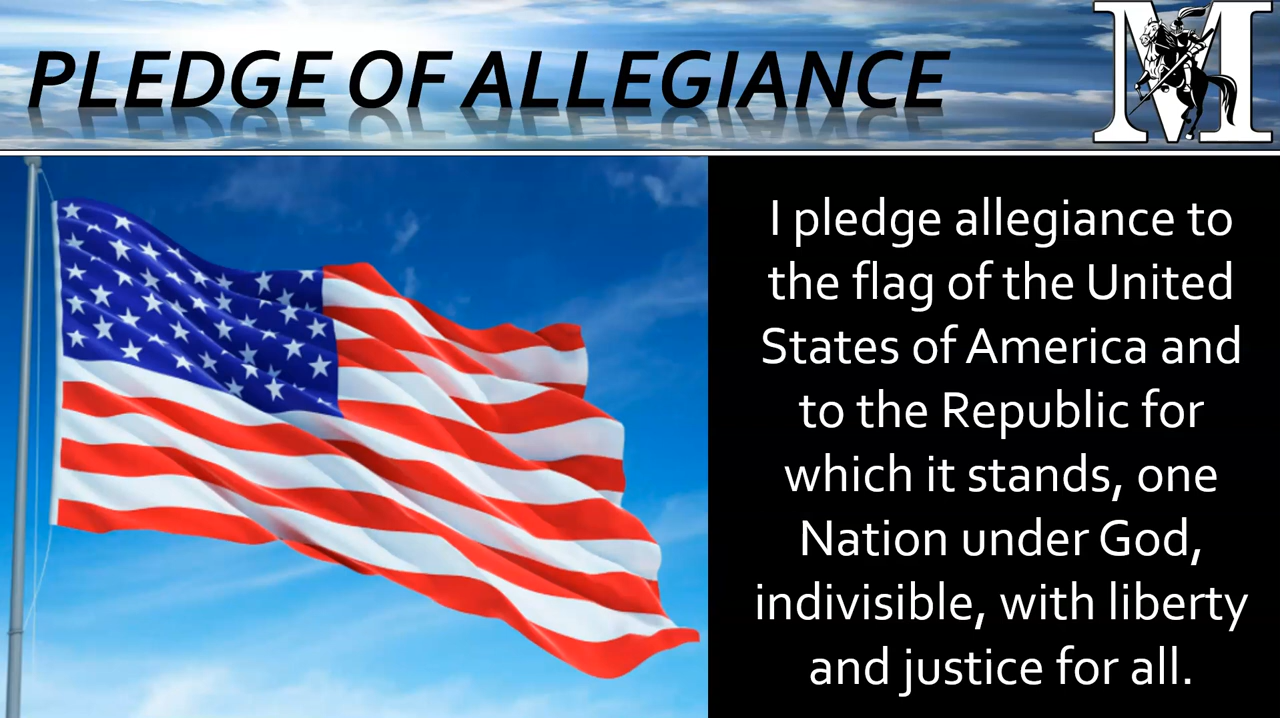 PLEDGE OF ALLEGIANCE
M
I pledge allegiance to
the flag of the United
States of America and
to the Republic for
which it stands, one
Nation under God,
indivisible, with liberty
and justice for all.